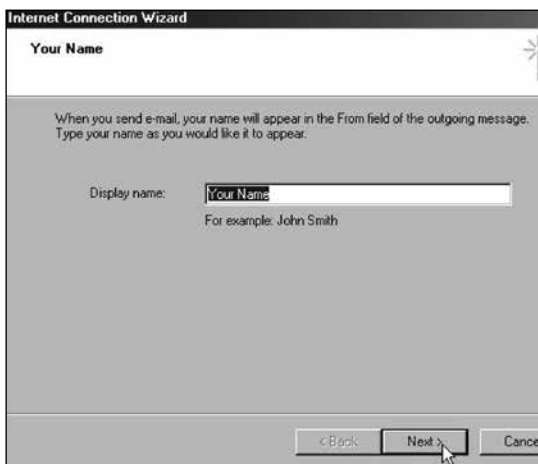 Internet Connection Wizard
Your Name
When you send e-mail, your name will appear in the From field of the outgoing message.
Type your name as you would like it to appear.
Display name: Your Name
For example: John Smith
< Back Next > Cance